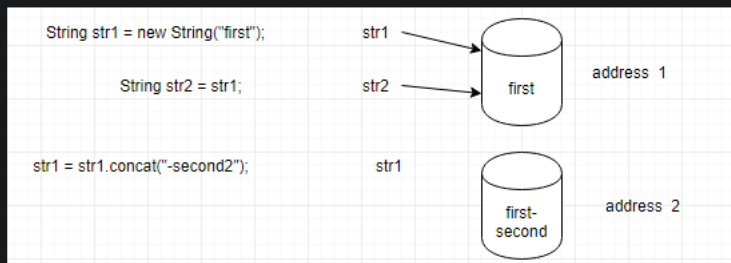 String str1 = new String("first");
str1
String str2 = str1;
str2
first
address 1
str1 = str1.concat("-second2");
str1
first-
second
address 2